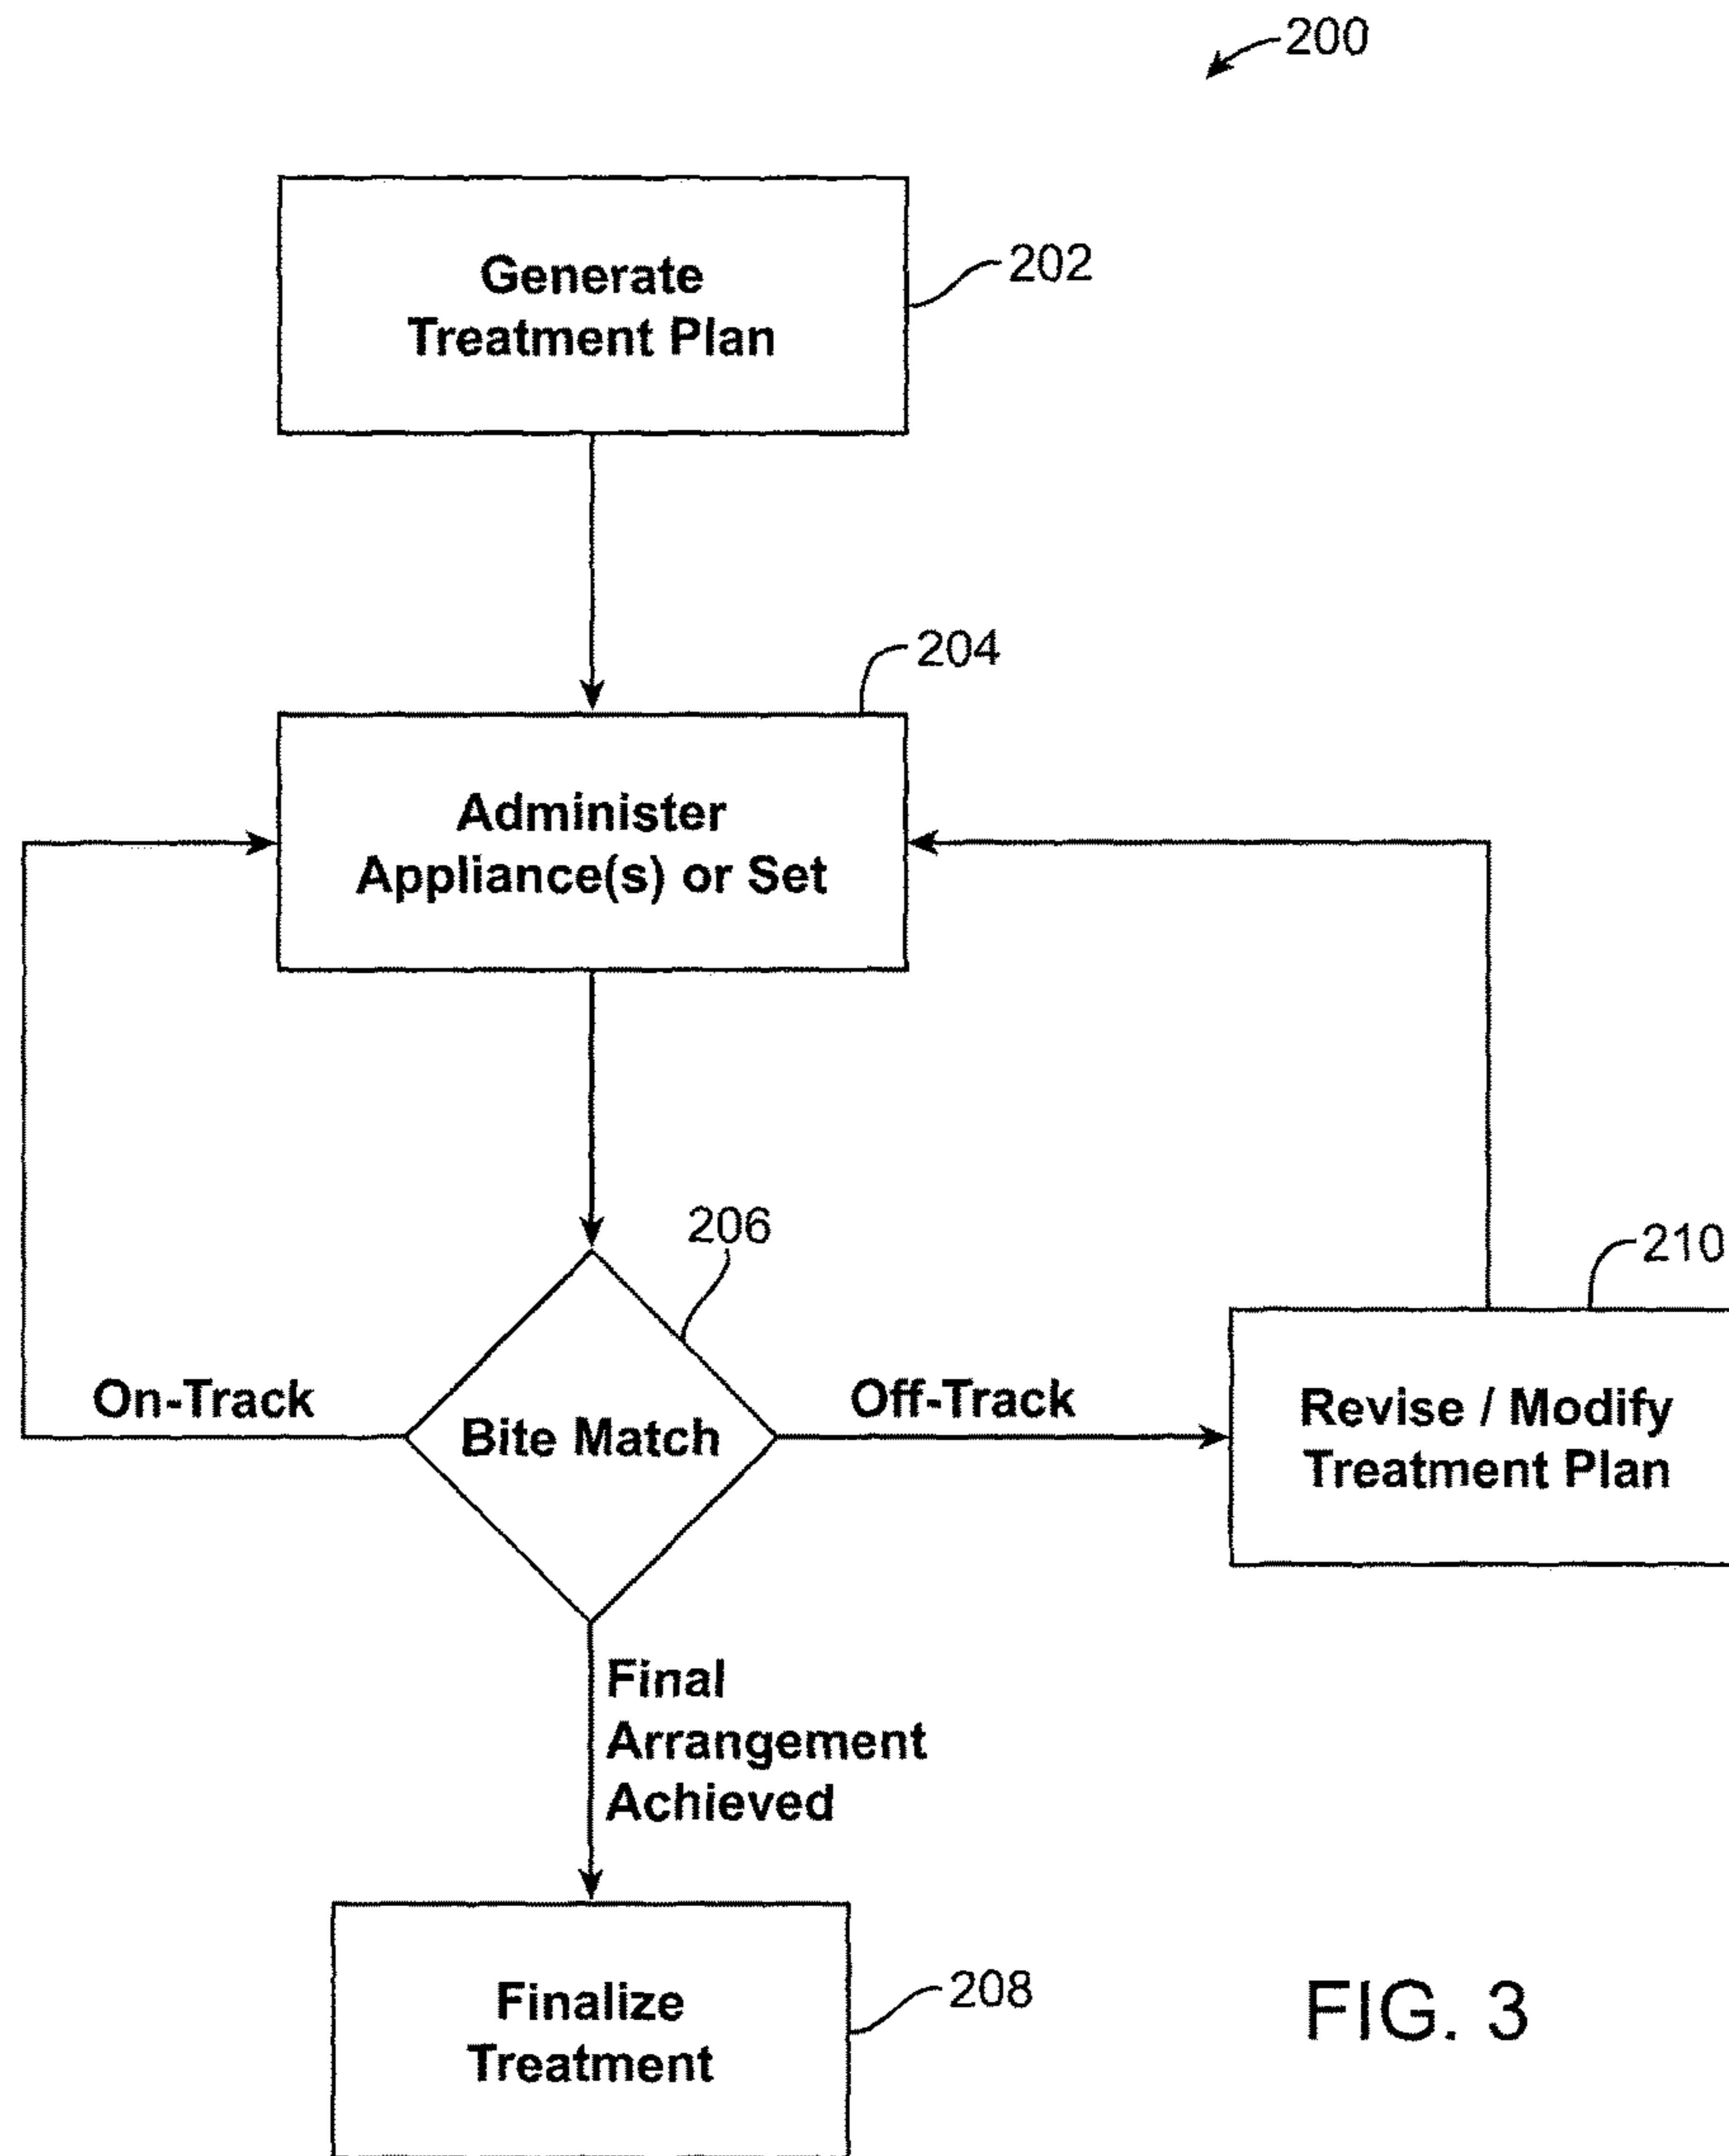 200
Generate
Treatment Plan
202
204
Administer
Appliance(s) or Set
206
210
On-Track
Bite Match
Off-Track
Revise / Modify
Treatment Plan
Final
Arrangement
Achieved
Finalize
Treatment
208
FIG. 3